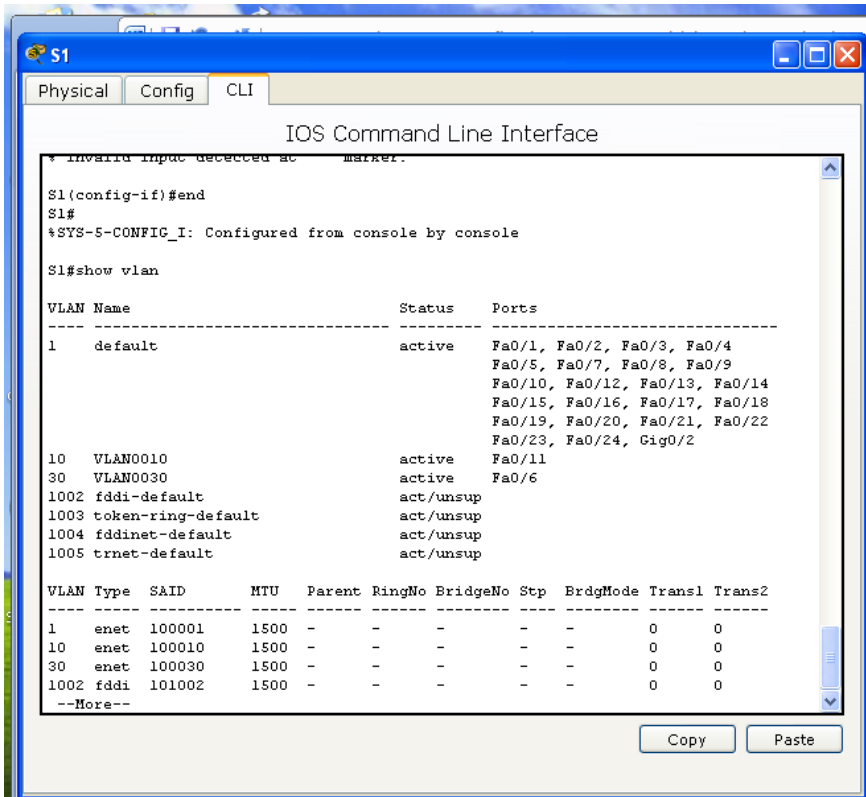 S1
Physical Config CLI
IOS Command Line Interface
% Invalid input detected at marker.
S1(config-if)#end
S1#
%SYS-5-CONFIG_I: Configured from console by console
S1#show vlan
VLAN Name Status Ports
---- -------------------------------- --------- -------------------------------
1 default active Fa0/1, Fa0/2, Fa0/3, Fa0/4
Fa0/5, Fa0/7, Fa0/8, Fa0/9
Fa0/10, Fa0/12, Fa0/13, Fa0/14
Fa0/15, Fa0/16, Fa0/17, Fa0/18
Fa0/19, Fa0/20, Fa0/21, Fa0/22
Fa0/23, Fa0/24, Gig0/2
10 VLAN0010 active Fa0/11
30 VLAN0030 active Fa0/6
1002 fddi-default act/unsup
1003 token-ring-default act/unsup
1004 fddinet-default act/unsup
1005 trnet-default act/unsup
VLAN Type SAID MTU Parent RingNo BridgeNo Stp BrdgMode Trans1 Trans2
---- ----- ---------- ----- ------ ------ -------- ---- -------- ------ ------
1 enet 100001 1500 - - - - - 0 0
10 enet 100010 1500 - - - - - 0 0
30 enet 100030 1500 - - - - - 0 0
1002 fddi 101002 1500 - - - - - 0 0
--More--
Copy Paste